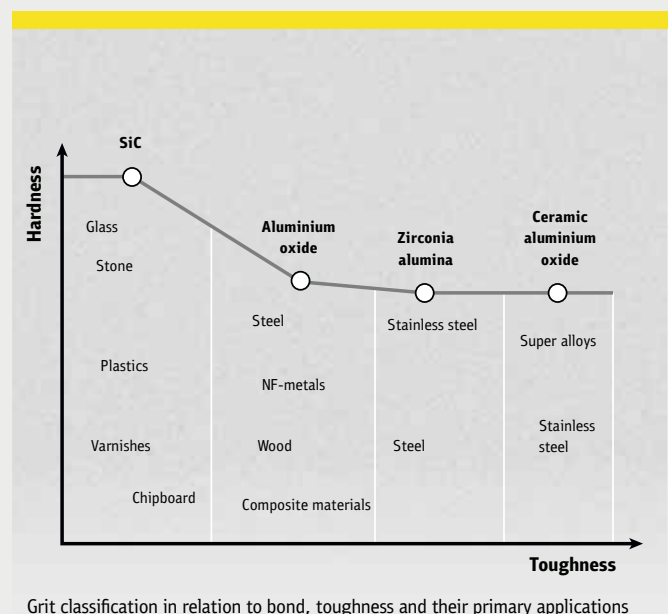 SiC
Hardness
Glass
Stone
Plastics
Varnishes
Chipboard
Aluminium
oxide
Steel
NF-metals
Wood
Composite materials
Zirconia
alumina
Stainless steel
Steel
Ceramic
aluminium
oxide
Super alloys
Stainless
steel
Toughness
Grit classification in relation to bond, toughness and their primary applications